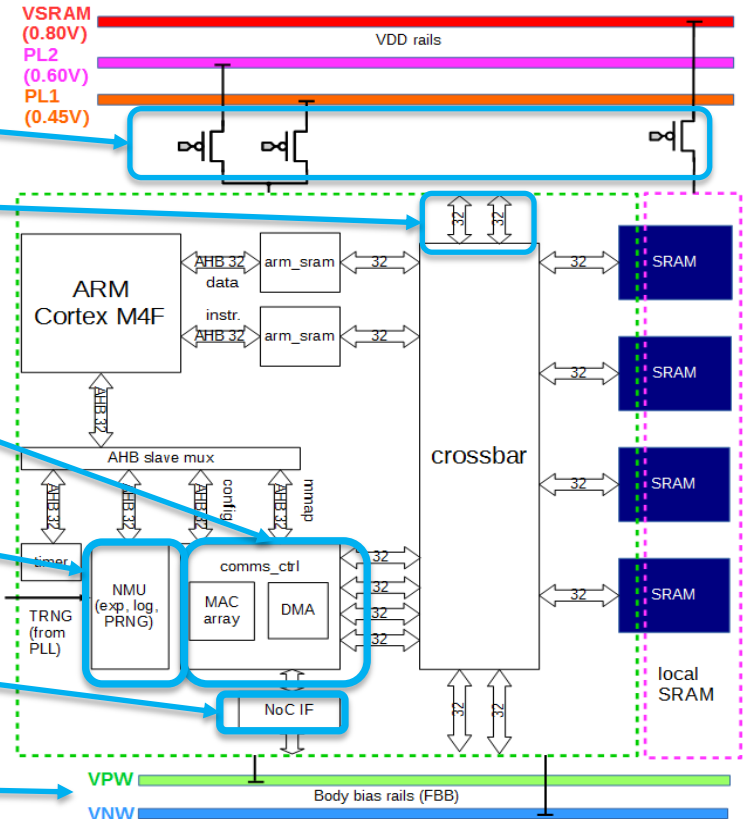 VSRAM
(0.80V)
VDD rails
PL2
(0.60V)
PL1
(0.45V)
32
32
ARM
Cortex M4F
AHB 32
data
arm_sram
32
32
SRAM
instr.
AHB 32
arm_sram
32
AHB 32
32
SRAM
crossbar
AHB slave mux
AHB 32
AHB 32
AHB 32
config
AHB 32
mmap
32
SRAM
timer
NMU
(exp, log,
PRNG)
comms_ctrl
MAC
array
DMA
32
32
32
32
32
SRAM
TRNG
(from
PLL)
local
SRAM
NoC IF
32
32
VPW
Body bias rails (FBB)
VNW